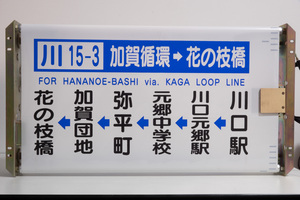 川15-3 加賀循環➡花の枝橋
FOR HANANOE-BASHI via. KAGA LOOP LINE
川口駅
⬅
川口元郷駅
⬅
元郷中学校
⬅
弥平町
⬅
加賀団地
⬅
花の枝橋